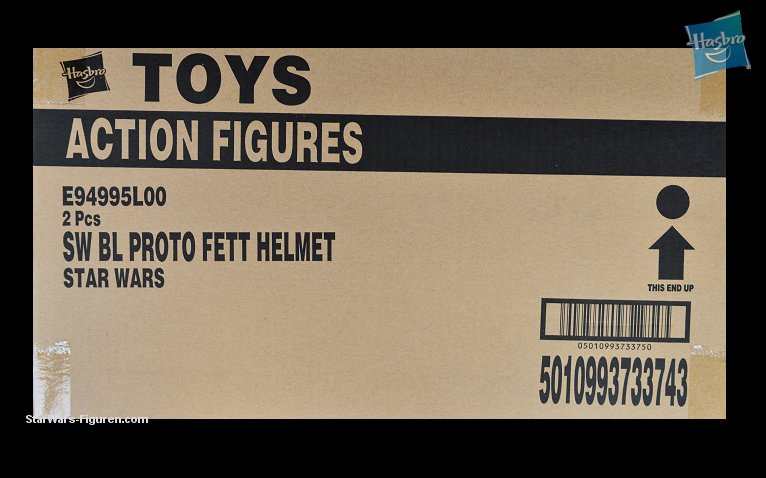 Hasbro
Hasbro
TOYS
ACTION FIGURES
E94995L00
2 Pcs
SW BL PROTO FETT HELMET
STAR WARS
THIS END UP
05010993733750
5010993733743
StarWars-Figuren.com